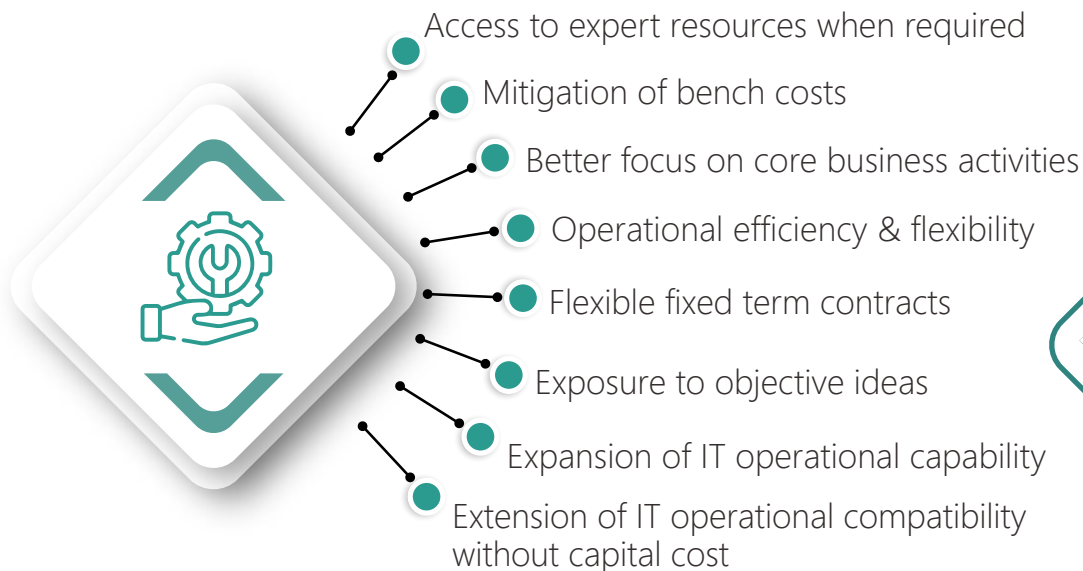 Access to expert resources when required
Mitigation of bench costs
Better focus on core business activities
Operational efficiency & flexibility
Flexible fixed term contracts
Exposure to objective ideas
Expansion of IT operational capability
Extension of IT operational compatibility
without capital cost